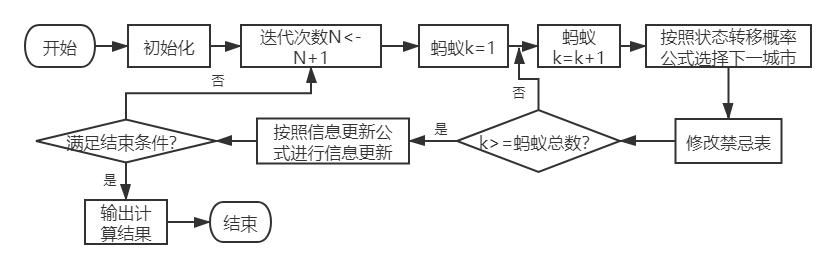 开始
初始化
迭代次数N<-
N+1
蚂蚁k=1
蚂蚁
k=k+1
按照状态转移概率
公式选择下一城市
否
否
满足结束条件?
按照信息更新公
式进行信息更新
是
k>=蚂蚁总数?
修改禁忌表
是
输出计
算结果
结束